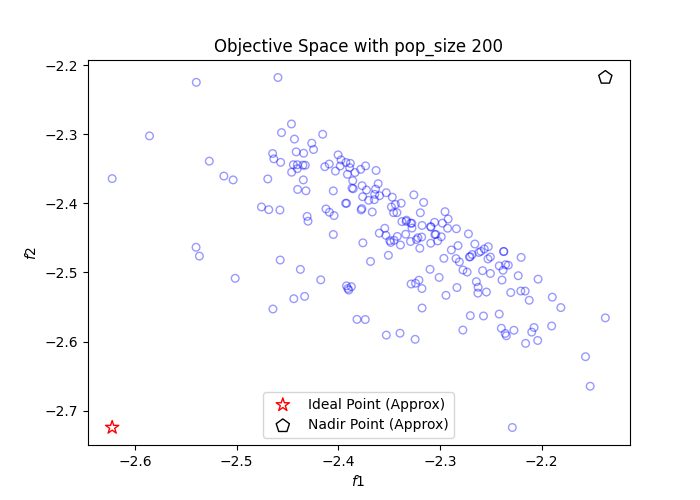 Objective Space with pop_size 200
−2.2
−2.3
−2.4
−2.5
−2.6
−2.7
f2
Ideal Point (Approx)
Nadir Point (Approx)
−2.6 −2.5 −2.4 −2.3 −2.2
f1